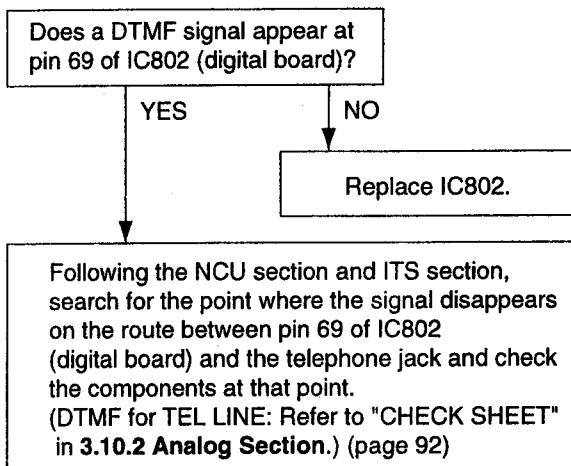 Does a DTMF signal appear at
pin 69 of IC802 (digital board)?
YES
NO
Replace IC802.
Following the NCU section and ITS section,
search for the point where the signal disappears
on the route between pin 69 of IC802
(digital board) and the telephone jack and check
the components at that point.
(DTMF for TEL LINE: Refer to "CHECK SHEET"
in 3.10.2 Analog Section.) (page 92)